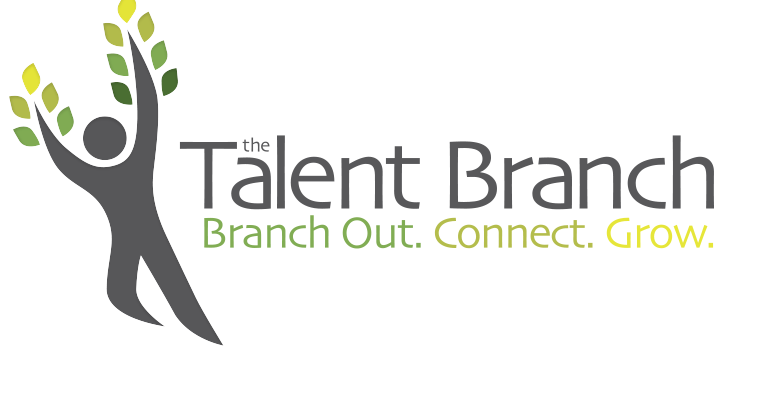 the
Talent Branch
Branch Out. Connect. Grow.